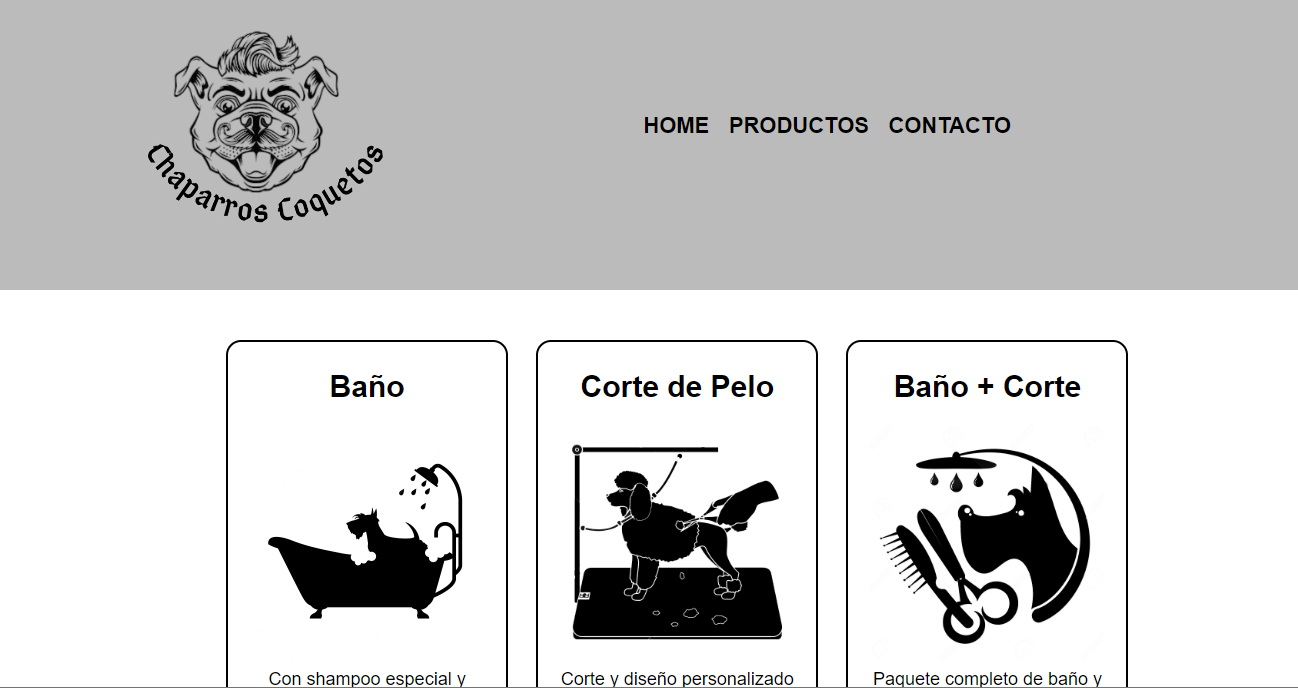 Chaparros Coquetos
HOME PRODUCTOS CONTACTO
Baño
Corte de Pelo
Baño + Corte
Con shampoo especial y
Corte y diseño personalizado
Paquete completo de baño y